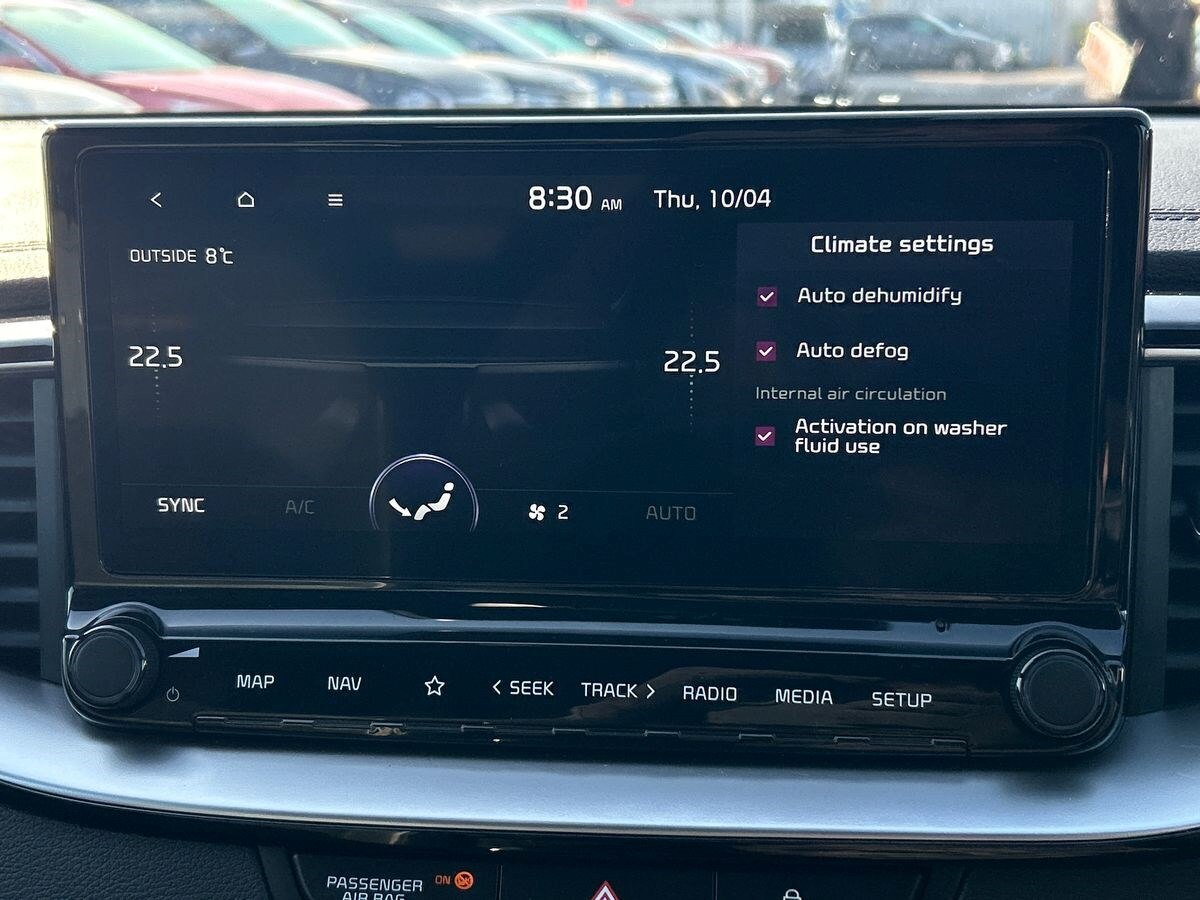 8:30 AM Thu, 10/04
OUTSIDE 8°C
Climate settings
Auto dehumidify
Auto defog
22.5
22.5
Internal air circulation
Activation on washer
fluid use
SYNC
A/C
2
AUTO
MAP
NAV
< SEEK
TRACK >
RADIO
MEDIA
SETUP
PASSENGER
AIR BAG
ON